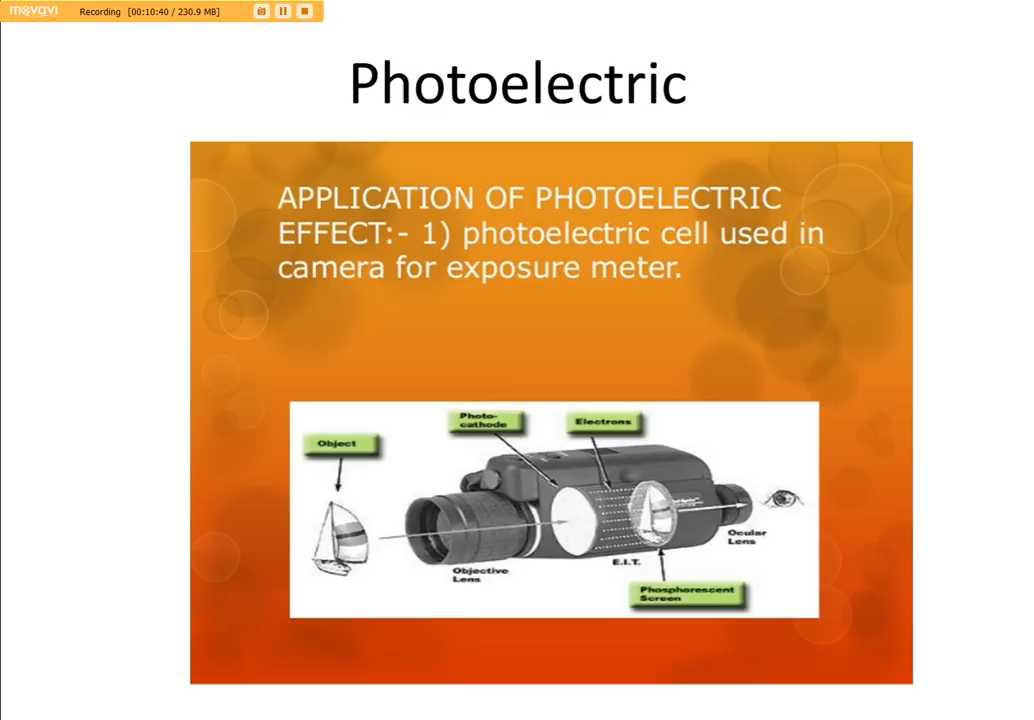 movavi Recording [00:10:40 / 230.9 MB]
Photoelectric
APPLICATION OF PHOTOELECTRIC
EFFECT:- 1) photoelectric cell used in
camera for exposure meter.
Photo-
cathode
Electrons
Object
Ocular
Lens
E.I.T.
Objective
Lens
Phosphorescent
Screen